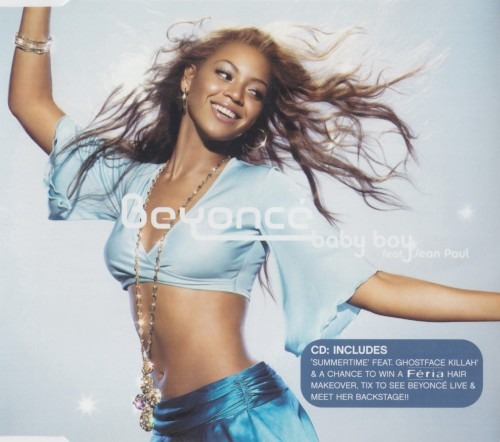 Beyoncé
baby boy
feat. Sean Paul
CD: INCLUDES
'SUMMERTIME' FEAT. GHOSTFACE KILLAH'
& A CHANCE TO WIN A Féria HAIR
MAKEOVER, TIX TO SEE BEYONCÉ LIVE &
MEET HER BACKSTAGE!!